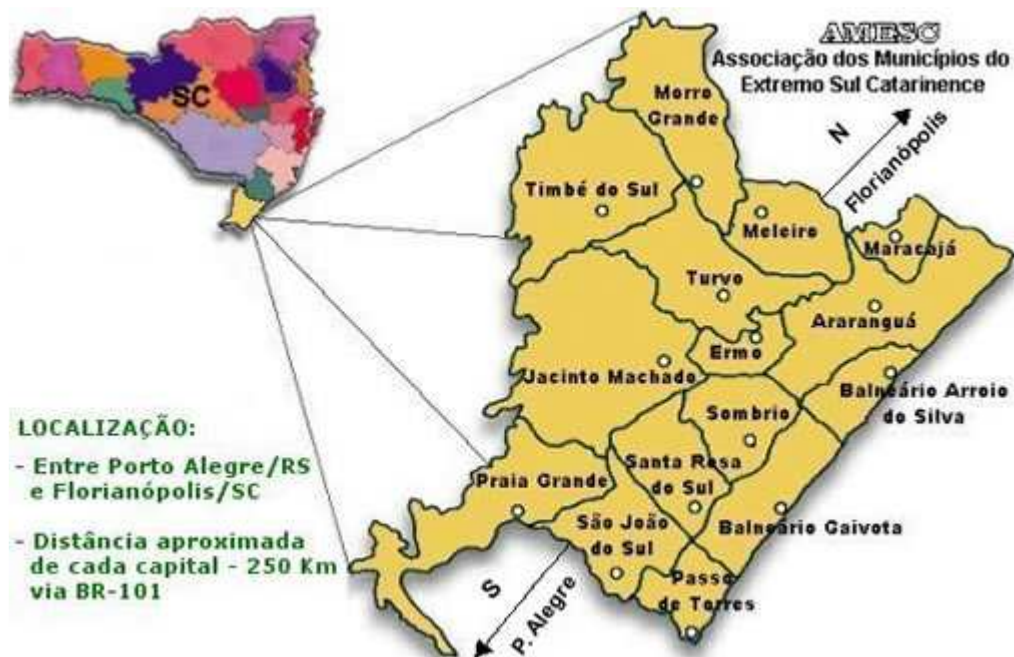 AMESC
Associação dos Municípios do
Extremo Sul Catarinence
SC
N
Florianópolis
Morro
Grande
Timbé do Sul
Meleiro
Maracajá
Turvo
Araranguá
Ermo
Jacinto Machado
Balneário Arroio
do Silva
Sombrio
Santa Rosa
do Sul
Praia Grande
São João
do Sul
Balneário Gaivota
Passo
de Torres
S
P. Alegre
LOCALIZAÇÃO:
- Entre Porto Alegre/RS
e Florianópolis/SC
- Distância aproximada
de cada capital - 250 Km
via BR-101